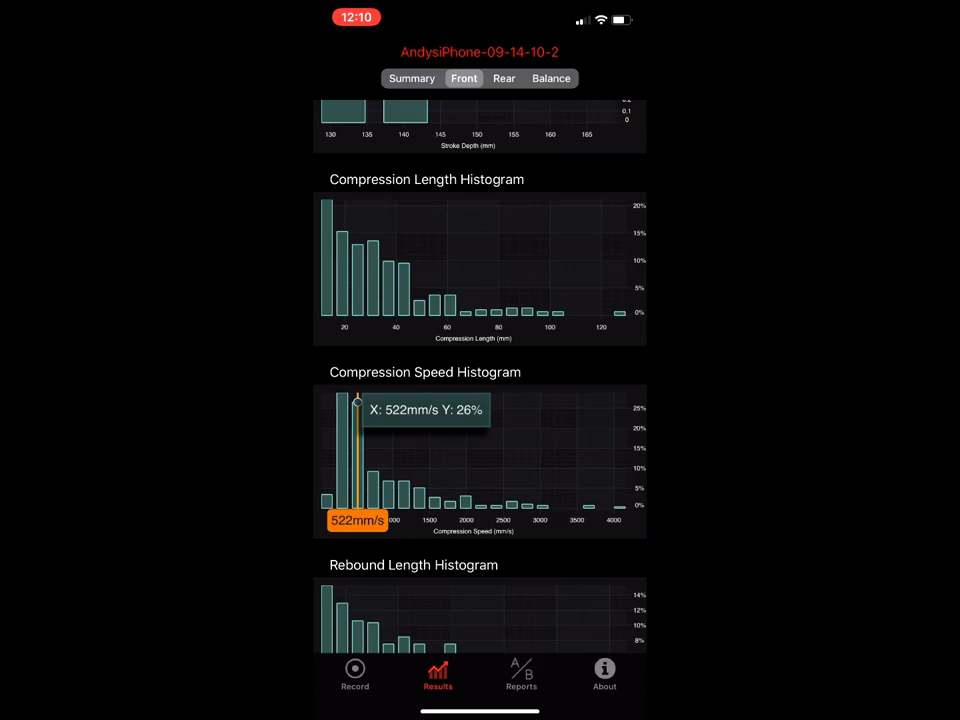 12:10
AndysiPhone-09-14-10-2
Summary Front Rear Balance
0.2
0.1
0
130 135 140 145 150 155 160 165
Stroke Depth (mm)
Compression Length Histogram
20%
15%
10%
5%
0%
20 40 60 80 100 120
Compression Length (mm)
Compression Speed Histogram
X: 522mm/s Y: 26%
25%
20%
15%
10%
5%
0%
522mm/s 000 1500 2000 2500 3000 3500 4000
Compression Speed (mm/s)
Rebound Length Histogram
14%
12%
10%
8%
A/B
Record Results Reports About